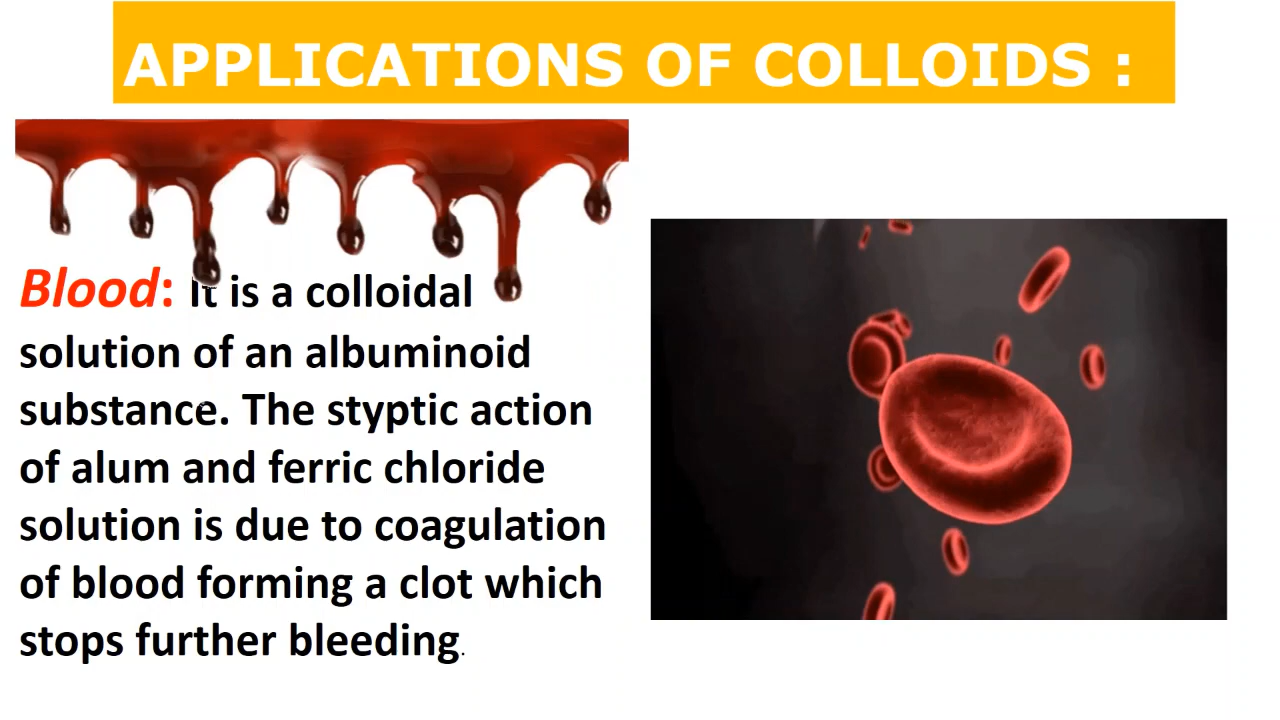 APPLICATIONS OF COLLOIDS :
Blood: It is a colloidal
solution of an albuminoid
substance. The styptic action
of alum and ferric chloride
solution is due to coagulation
of blood forming a clot which
stops further bleeding.